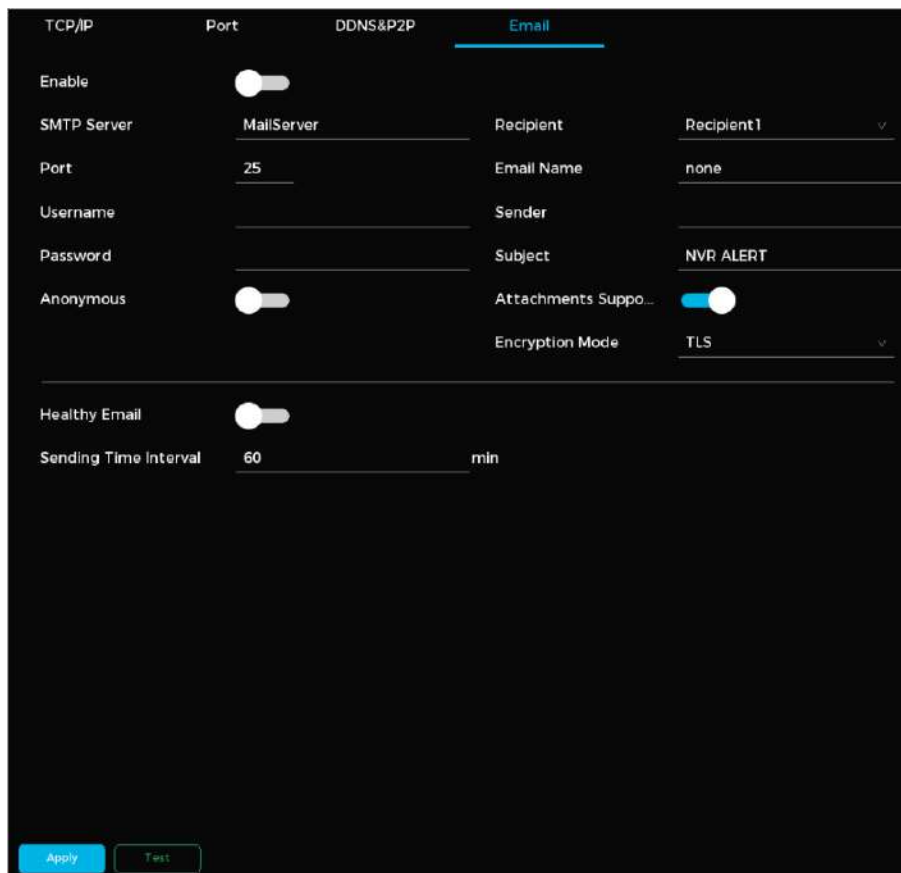 TCP/IP Port DDNS&P2P Email
Enable
SMTP Server MailServer Recipient Recipient1
Port 25 Email Name none
Username Sender
Password Subject NVR ALERT
Anonymous Attachments Suppo...
Encryption Mode TLS
Healthy Email
Sending Time Interval 60 min
Apply Test